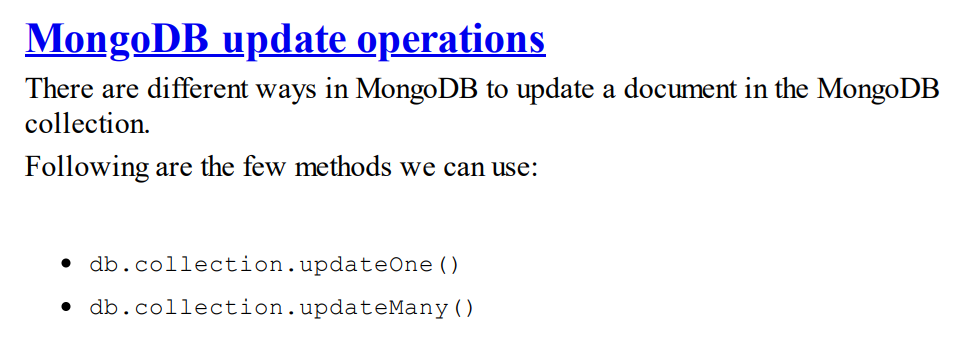 MongoDB update operations
There are different ways in MongoDB to update a document in the MongoDB
collection.
Following are the few methods we can use:
• db.collection.updateOne()
• db.collection.updateMany()